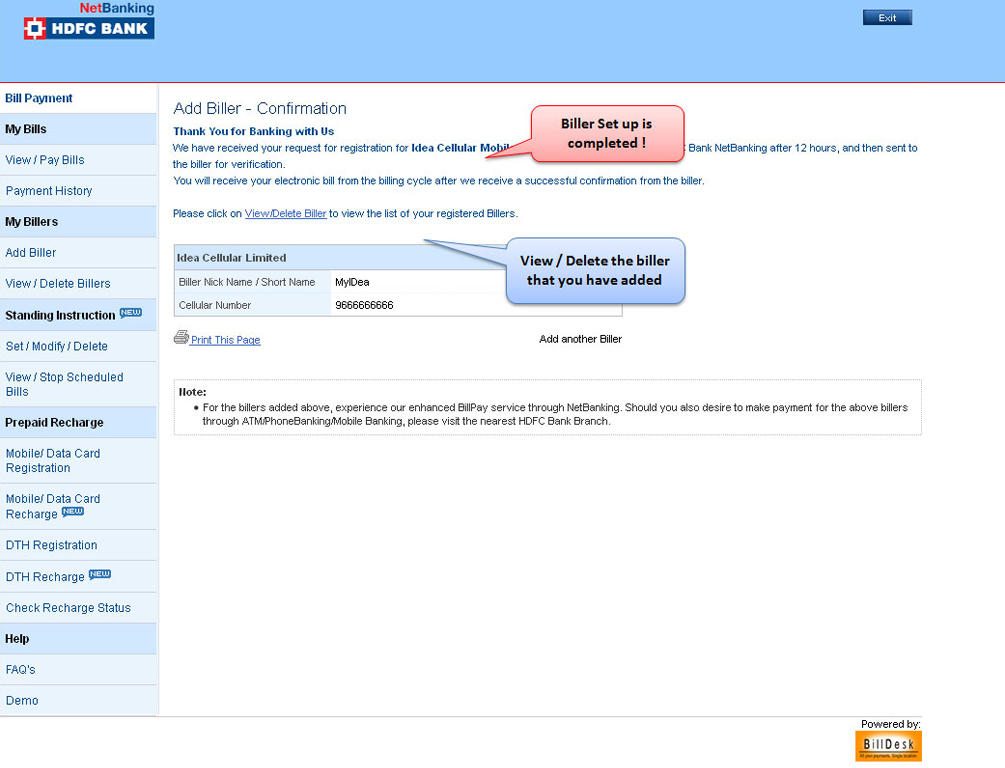 NetBanking
HDFC BANK
Exit
Bill Payment
My Bills
View / Pay Bills
Payment History
My Billers
Add Biller
View / Delete Billers
Standing Instruction NEW
Set / Modify / Delete
View / Stop Scheduled
Bills
Prepaid Recharge
Mobile/ Data Card
Registration
Mobile/ Data Card
Recharge NEW
DTH Registration
DTH Recharge NEW
Check Recharge Status
Help
FAQ's
Demo
Add Biller - Confirmation
Thank You for Banking with Us
We have received your request for registration for Idea Cellular Bank NetBanking after 12 hours, and then sent to
the biller for verification.
You will receive your electronic bill from the billing cycle after we receive a successful confirmation from the biller.
Biller Set up is
completed !
Please click on View/Delete Biller to view the list of your registered Billers.
View / Delete the biller
that you have added
Idea Cellular Limited
Biller Nick Name / Short Name MyIDea
Cellular Number 9666666666
Print This Page Add another Biller
Note:
• For the billers added above, experience our enhanced BillPay service through NetBanking. Should you also desire to make payment for the above billers
through ATM/PhoneBanking/Mobile Banking, please visit the nearest HDFC Bank Branch.
Powered by:
BillDesk